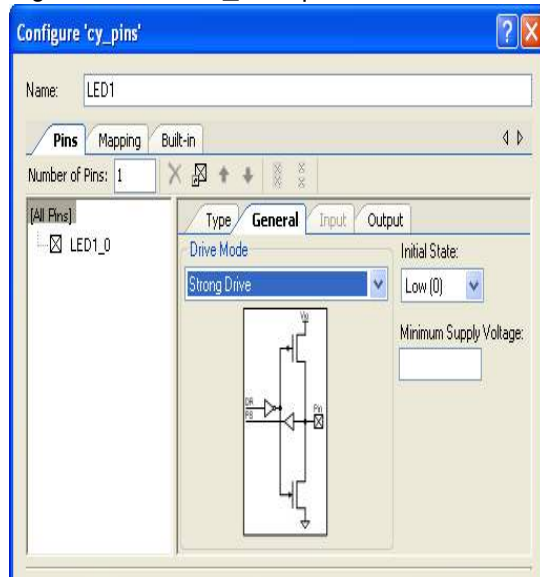 Configure 'cy_pins'
Name: LED1
Pins Mapping Built-in
Number of Pins: 1
[All Pins]
LED1_0
Type General Input Output
Drive Mode
Strong Drive
Initial State:
Low (0)
Minimum Supply Voltage:
Vio
DR
PS
Pin